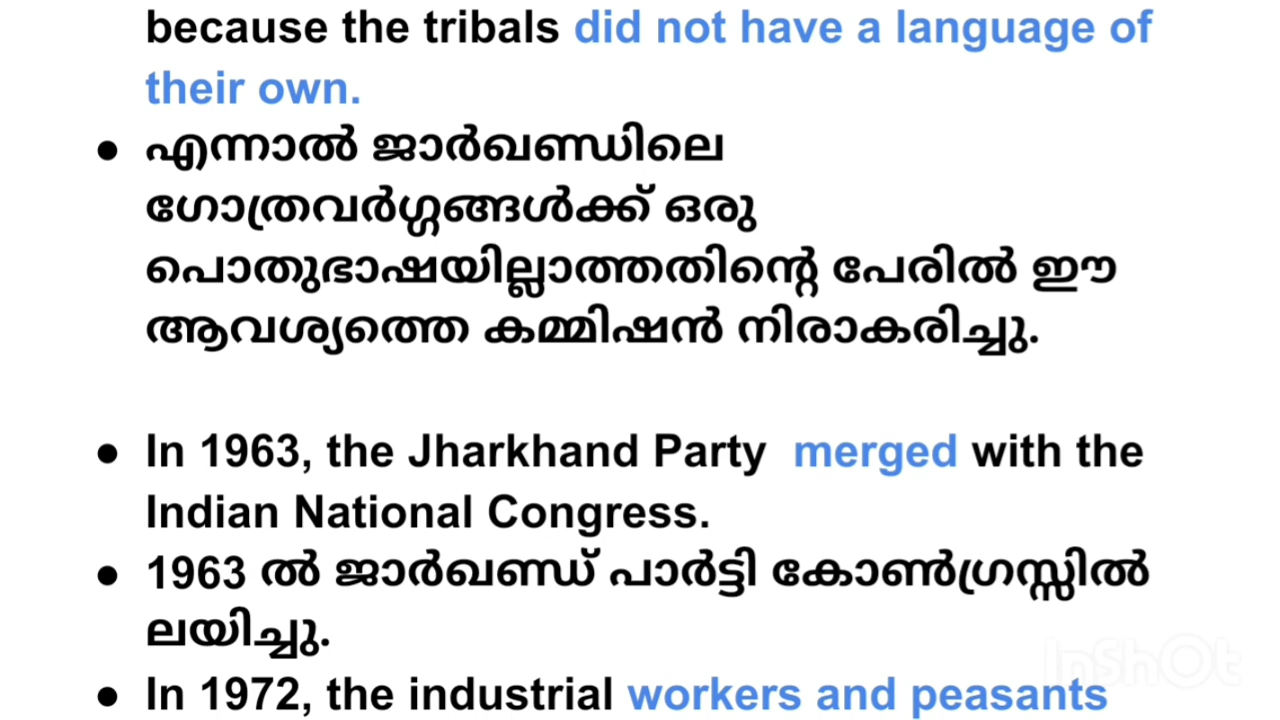 because the tribals did not have a language of
their own.
● എന്നാൽ ജാർഖണ്ഡിലെ
ഗോത്രവർഗ്ഗങ്ങൾക്ക് ഒരു
പൊതുഭാഷയില്ലാത്തതിന്റെ പേരിൽ ഈ
ആവശ്യത്തെ കമ്മിഷൻ നിരാകരിച്ചു.
● In 1963, the Jharkhand Party merged with the
Indian National Congress.
● 1963 ൽ ജാർഖണ്ഡ് പാർട്ടി കോൺഗ്രസ്സിൽ
ലയിച്ചു.
● In 1972, the industrial workers and peasants
InShOt